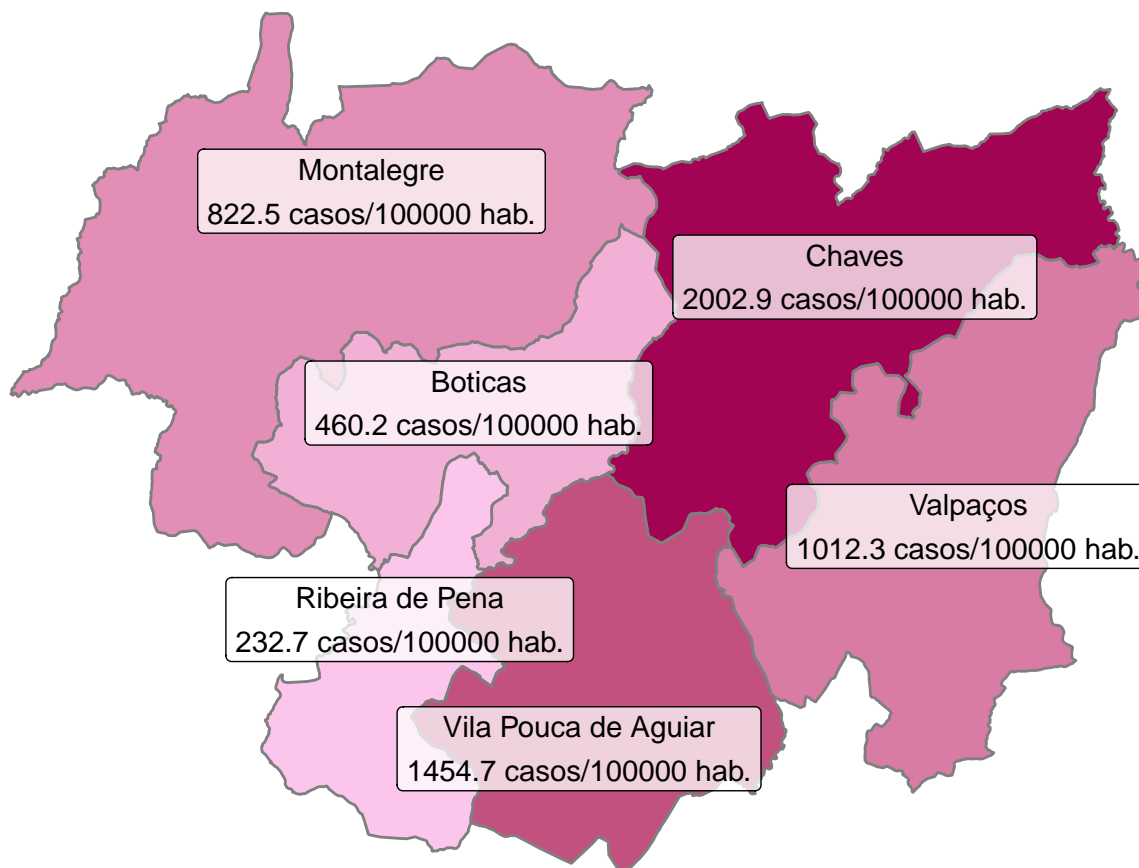 Montalegre
822.5 casos/100000 hab.
Chaves
2002.9 casos/100000 hab.
Boticas
460.2 casos/100000 hab.
Valpaços
1012.3 casos/100000 hab.
Ribeira de Pena
232.7 casos/100000 hab.
Vila Pouca de Aguiar
1454.7 casos/100000 hab.